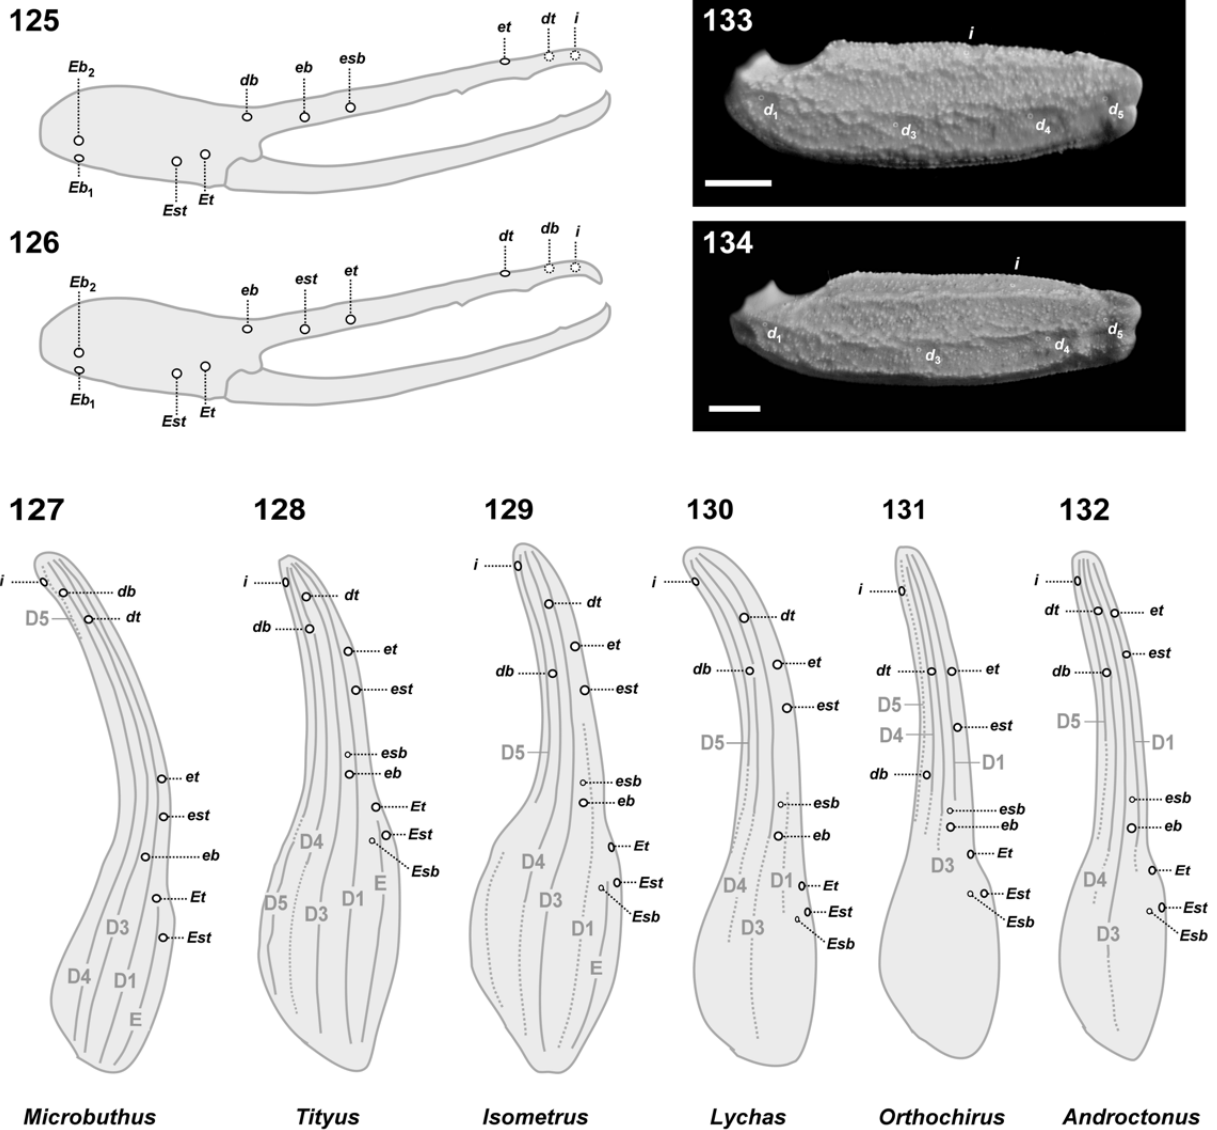 125
Eb2
db
eb
esb
et
dt
i
Eb1
Est
Et
126
Eb2
eb
est
et
dt
db
i
Eb1
Est
Et
133
i
d1
d3
d4
d5
134
i
d1
d3
d4
d5
127
i
db
D5
dt
et
est
eb
Et
D3
Est
D4
D1
E
128
i
dt
db
et
est
esb
eb
Et
Est
D4
Esb
E
D5
D1
D3
129
i
dt
et
db
est
D5
esb
eb
Et
D4
Est
D3
Esb
D1
E
130
i
dt
et
db
est
D5
esb
eb
D4
D1
Et
Est
D3
Esb
131
i
dt
et
D5
est
D4
D1
db
esb
eb
D3
Et
Est
Esb
132
i
dt
et
est
db
D5
D1
esb
eb
D4
Et
Est
D3
Esb
Microbuthus
Tityus
Isometrus
Lychas
Orthochirus
Androctonus